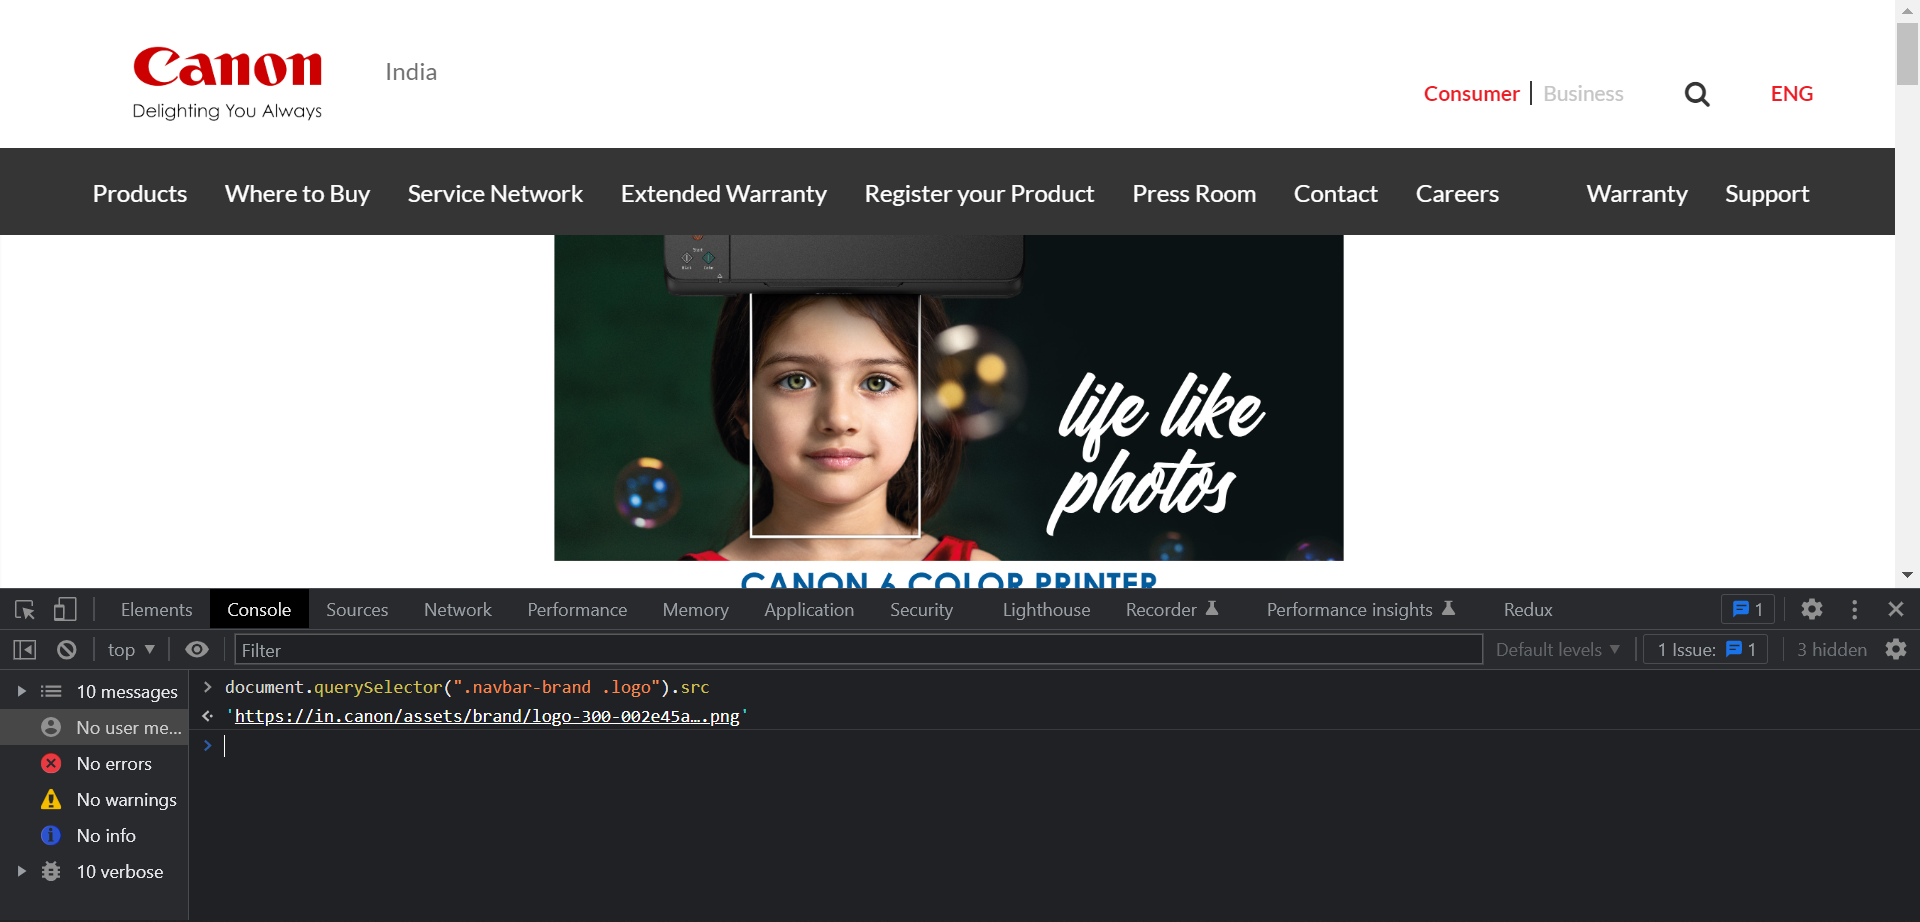 Canon
India
Delighting You Always
Consumer | Business
ENG
Products Where to Buy Service Network Extended Warranty Register your Product Press Room Contact Careers Warranty Support
life like
photos
CANON 6 COLOR PRINTER
Elements Console Sources Network Performance Memory Application Security Lighthouse Recorder Performance insights Redux 1
top Filter Default levels 1 Issue: 1 3 hidden
10 messages
No user me...
No errors
No warnings
No info
10 verbose
> document.querySelector(".navbar-brand .logo").src
'https://in.canon/assets/brand/logo-300-002e45a….png'
>